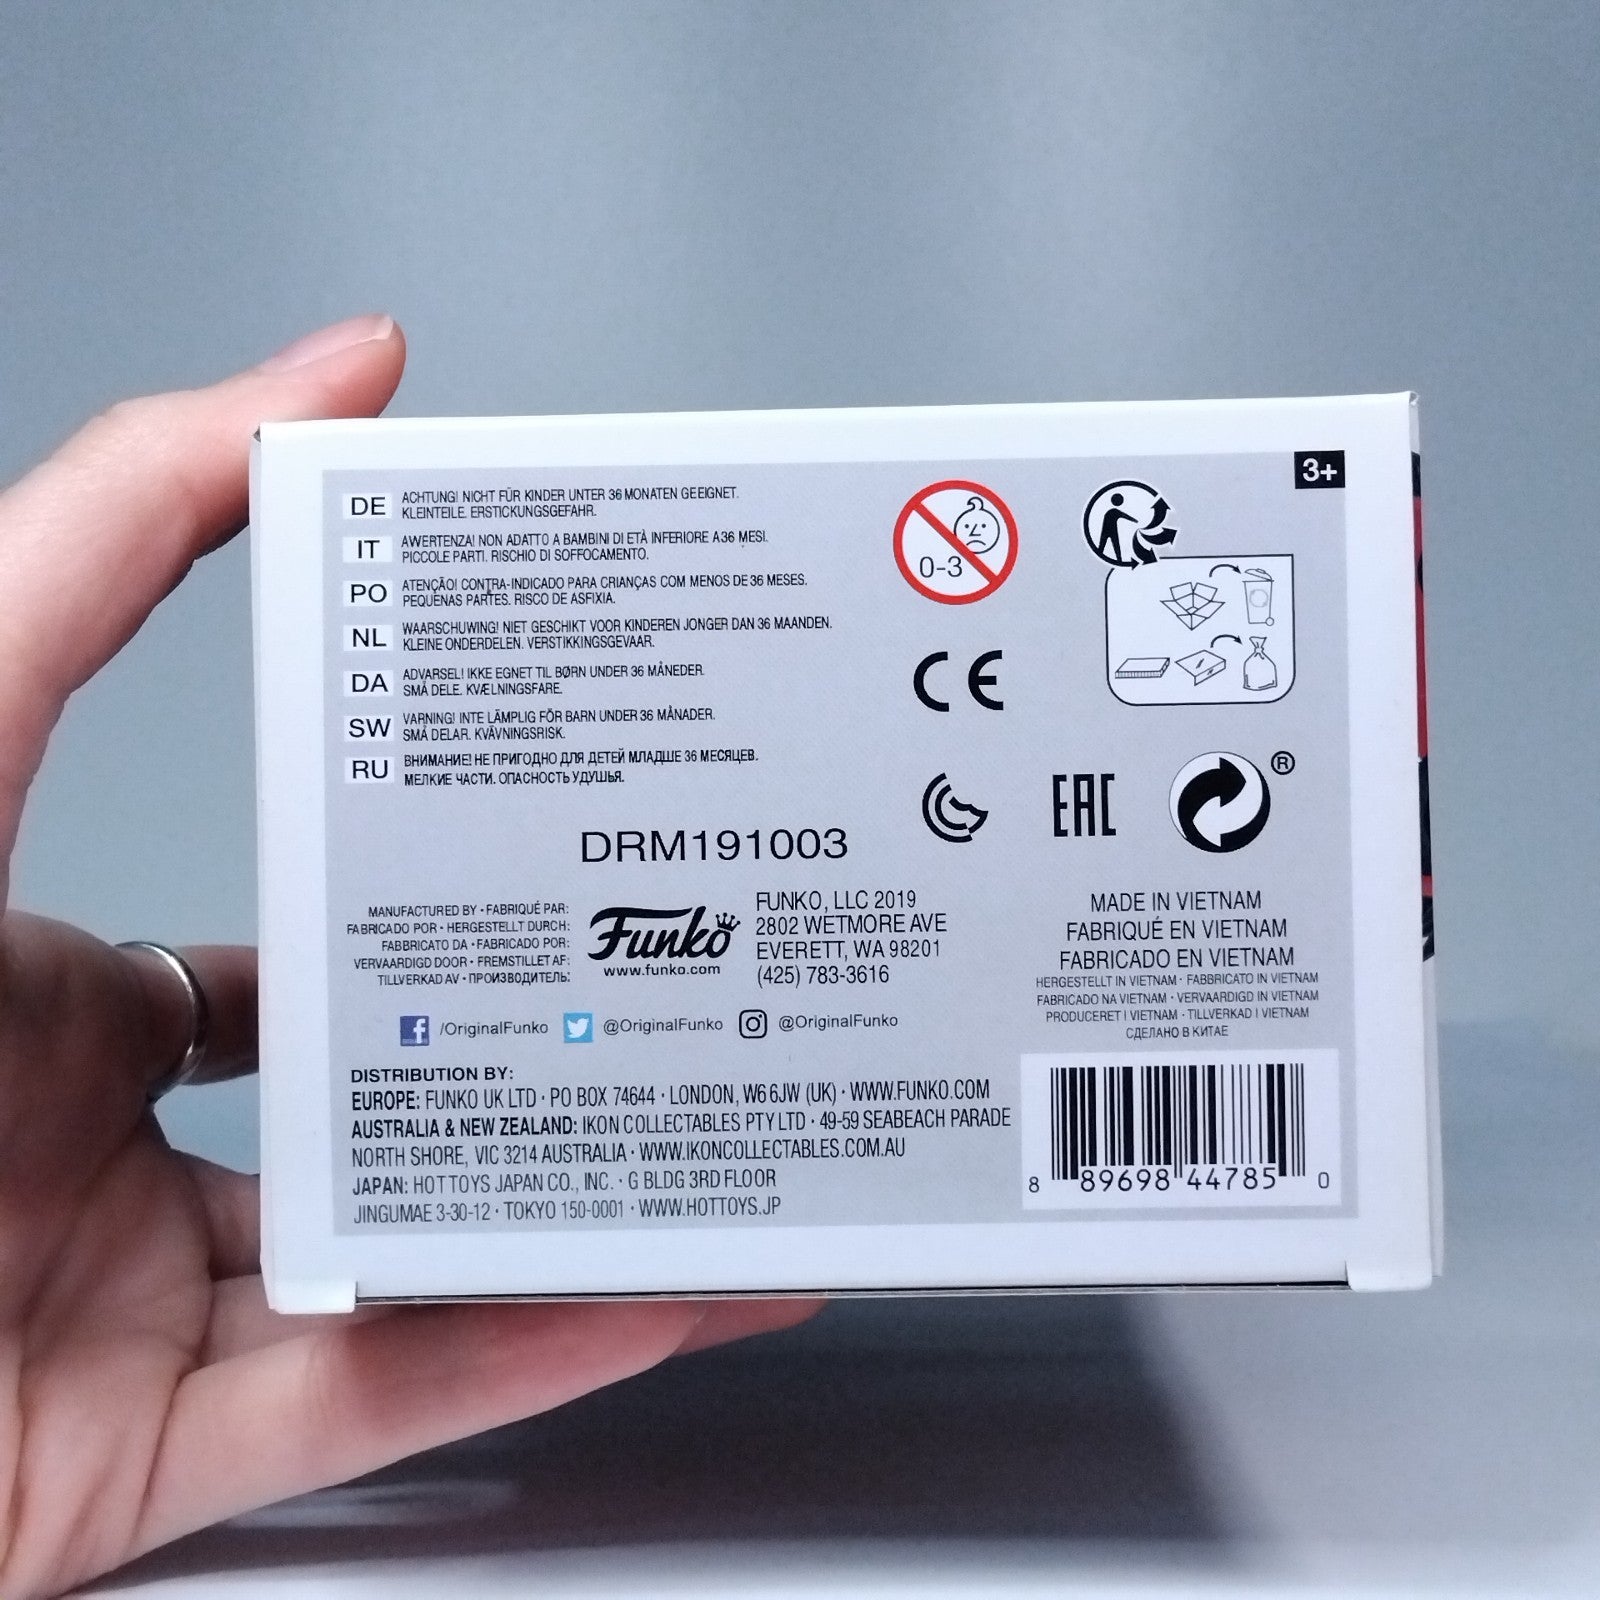 3+
DE ACHTUNG! NICHT FÜR KINDER UNTER 36 MONATEN GEEIGNET.
KLEINTEILE. ERSTICKUNGSGEFAHR.
IT AWERTENZA! NON ADATTO A BAMBINI DI ETÀ INFERIORE A 36 MESI.
PICCOLE PARTI. RISCHIO DI SOFFOCAMENTO.
PO ATENÇÃO! CONTRA-INDICADO PARA CRIANÇAS COM MENOS DE 36 MESES.
PEQUENAS PARTES. RISCO DE ASFIXIA.
NL WAARSCHUWING! NIET GESCHIKT VOOR KINDEREN JONGER DAN 36 MAANDEN.
KLEINE ONDERDELEN. VERSTIKKINGSGEVAAR.
DA ADVARSEL! IKKE EGNET TIL BØRN UNDER 36 MÅNEDER.
SMÅ DELE. KVÆLNINGSFARE.
SW VARNING! INTE LÄMPLIG FÖR BARN UNDER 36 MÅNADER.
SMÅ DELAR. KVÄVNINGSRISK.
RU ВНИМАНИЕ! НЕ ПРИГОДНО ДЛЯ ДЕТЕЙ МЛАДШЕ 36 МЕСЯЦЕВ.
МЕЛКИЕ ЧАСТИ. ОПАСНОСТЬ УДУШЬЯ.
0-3
CE
EAC
®
DRM191003
MANUFACTURED BY • FABRIQUÉ PAR:
FABRICADO POR • HERGESTELLT DURCH:
FABBRICATO DA • FABRICADO POR:
VERVAARDIGD DOOR • FREMSTILLET AF:
TILLVERKAD AV • ПРОИЗВОДИТЕЛЬ:
Funko
www.funko.com
FUNKO, LLC 2019
2802 WETMORE AVE
EVERETT, WA 98201
(425) 783-3616
MADE IN VIETNAM
FABRIQUÉ EN VIETNAM
FABRICADO EN VIETNAM
HERGESTELLT IN VIETNAM · FABBRICATO IN VIETNAM
FABRICADO NA VIETNAM · VERVAARDIGD IN VIETNAM
PRODUCERET I VIETNAM · TILLVERKAD I VIETNAM
СДЕЛАНО В КИТАЕ
/OriginalFunko @OriginalFunko @OriginalFunko
DISTRIBUTION BY:
EUROPE: FUNKO UK LTD · PO BOX 74644 · LONDON, W6 6JW (UK) · WWW.FUNKO.COM
AUSTRALIA & NEW ZEALAND: IKON COLLECTABLES PTY LTD · 49-59 SEABEACH PARADE
NORTH SHORE, VIC 3214 AUSTRALIA · WWW.IKONCOLLECTABLES.COM.AU
JAPAN: HOT TOYS JAPAN CO., INC. · G BLDG 3RD FLOOR
JINGUMAE 3-30-12 · TOKYO 150-0001 · WWW.HOTTOYS.JP
8 89698 44785 0